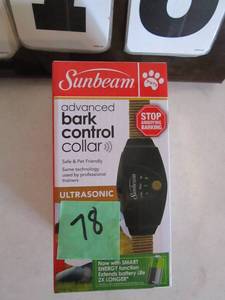 Sunbeam
advanced
bark
control
collar
STOP
ANNOYING
BARKING
Safe & Pet Friendly
Same technology
used by professional
trainers
ULTRASONIC
78
Now with SMART
ENERGY function
Extends battery life
2X LONGER*